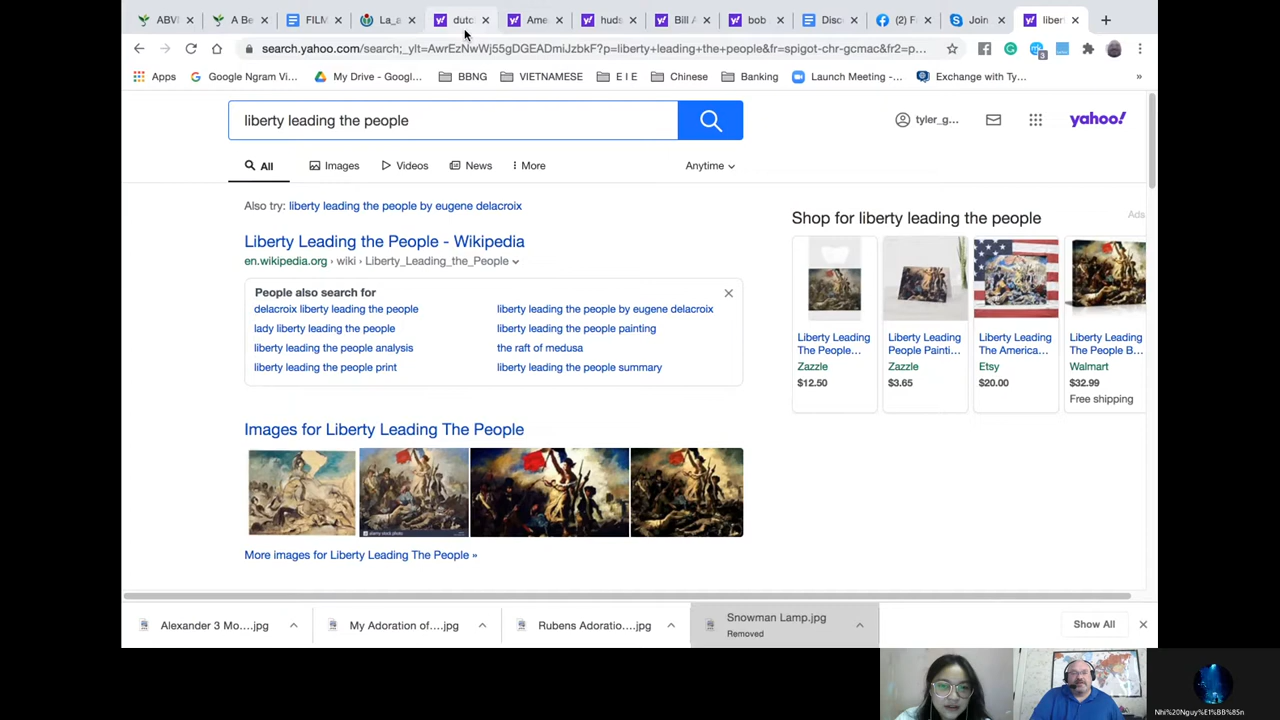 ABVI
A Be
FILM
La_a
dutc
Ame
huds
Bill A
bob
Disc
(2) F
Join
liber
search.yahoo.com/search;_ylt=AwrEzNwWj55gDGEADmiJzbkF?p=liberty+leading+the+people&fr=spigot-chr-gcmac&fr2=p...
3
Apps
Google Ngram Vi...
My Drive - Googl...
BBNG
VIETNAMESE
E I E
Chinese
Banking
Launch Meeting -...
Exchange with Ty...
»
liberty leading the people
tyler_g...
yahoo!
All
Images
Videos
News
More
Anytime
Also try: liberty leading the people by eugene delacroix
Liberty Leading the People - Wikipedia
en.wikipedia.org › wiki › Liberty_Leading_the_People
People also search for
delacroix liberty leading the people
liberty leading the people by eugene delacroix
lady liberty leading the people
liberty leading the people painting
liberty leading the people analysis
the raft of medusa
liberty leading the people print
liberty leading the people summary
Images for Liberty Leading The People
More images for Liberty Leading The People »
Shop for liberty leading the people
Ads
Liberty Leading
The People...
Zazzle
$12.50
Liberty Leading
People Painti...
Zazzle
$3.65
Liberty Leading
The America...
Etsy
$20.00
Liberty Leading
The People B...
Walmart
$32.99
Free shipping
Alexander 3 Mo....jpg
My Adoration of....jpg
Rubens Adoratio....jpg
Snowman Lamp.jpg
Removed
Show All
Nhi%20Nguy%E1%BB%85n